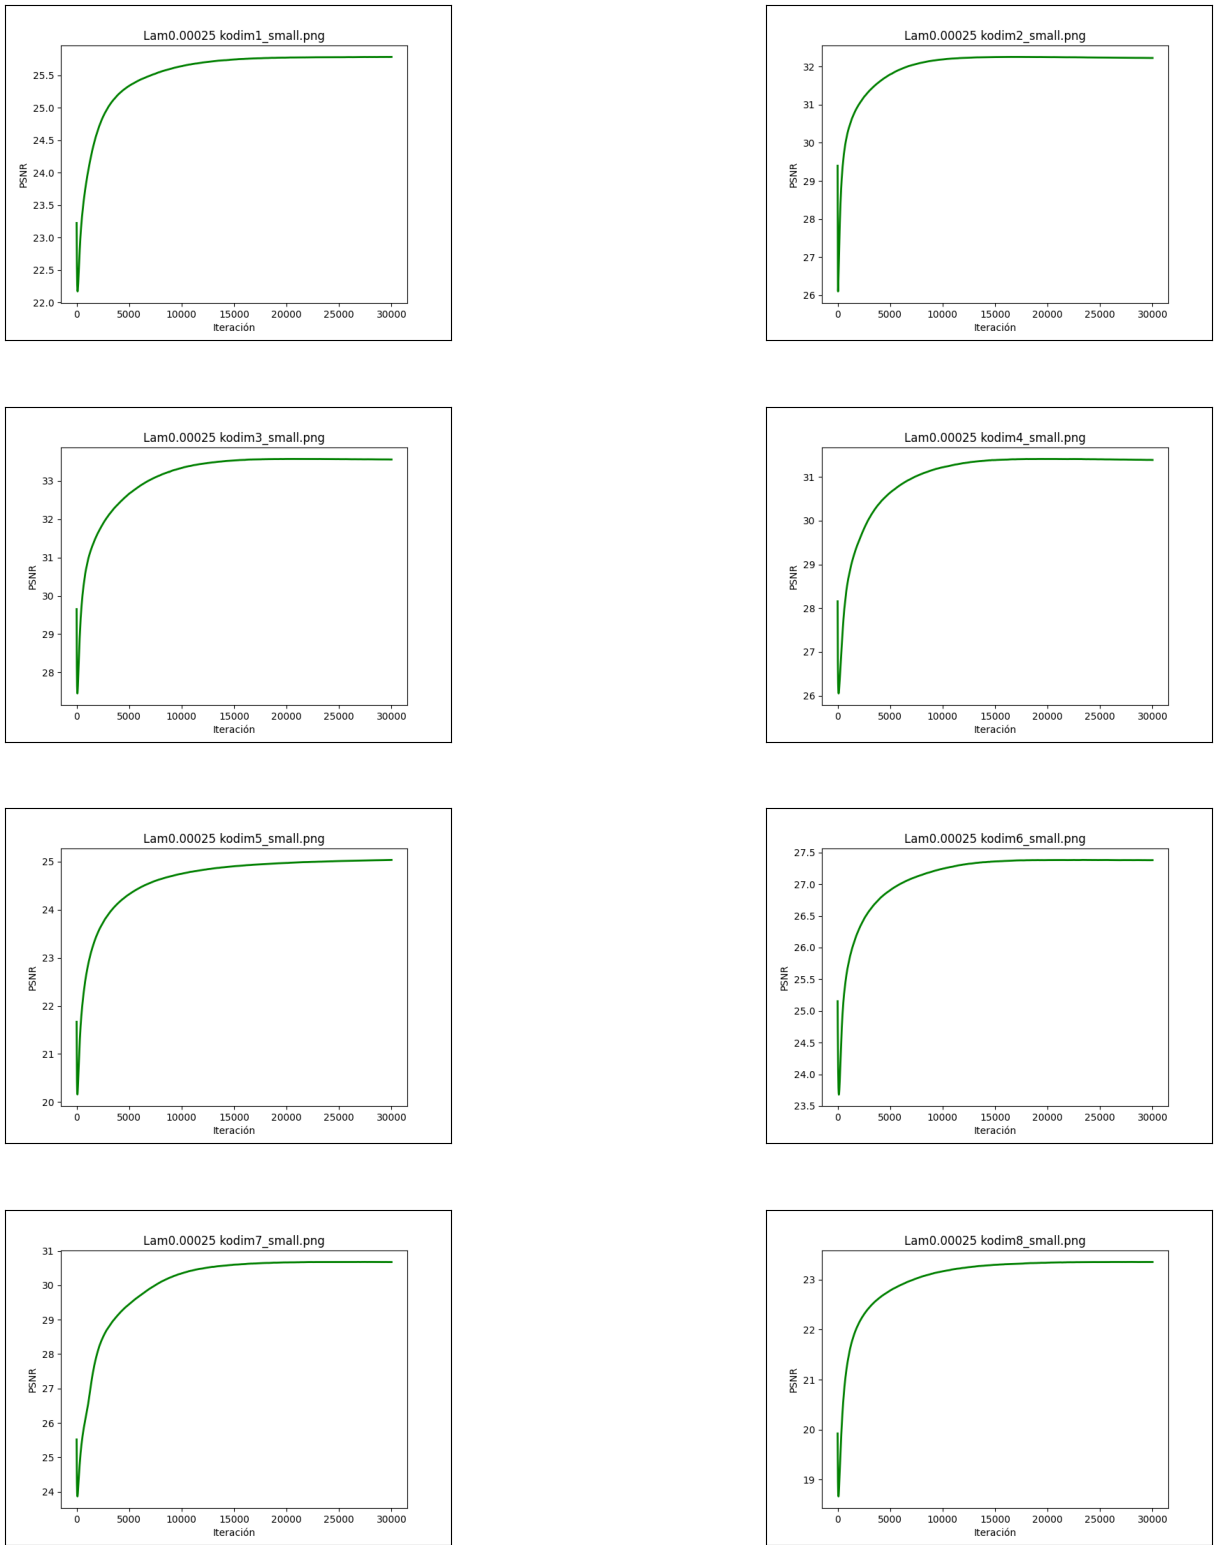 Lam0.00025 kodim1_small.png
25.5
25.0
24.5
24.0
23.5
23.0
22.5
22.0
PSNR
0 5000 10000 15000 20000 25000 30000
Iteración
Lam0.00025 kodim2_small.png
32
31
30
29
28
27
26
PSNR
0 5000 10000 15000 20000 25000 30000
Iteración
Lam0.00025 kodim3_small.png
33
32
31
30
29
28
PSNR
0 5000 10000 15000 20000 25000 30000
Iteración
Lam0.00025 kodim4_small.png
31
30
29
28
27
26
PSNR
0 5000 10000 15000 20000 25000 30000
Iteración
Lam0.00025 kodim5_small.png
25
24
23
22
21
20
PSNR
0 5000 10000 15000 20000 25000 30000
Iteración
Lam0.00025 kodim6_small.png
27.5
27.0
26.5
26.0
25.5
25.0
24.5
24.0
23.5
PSNR
0 5000 10000 15000 20000 25000 30000
Iteración
Lam0.00025 kodim7_small.png
31
30
29
28
27
26
25
24
PSNR
0 5000 10000 15000 20000 25000 30000
Iteración
Lam0.00025 kodim8_small.png
23
22
21
20
19
PSNR
0 5000 10000 15000 20000 25000 30000
Iteración